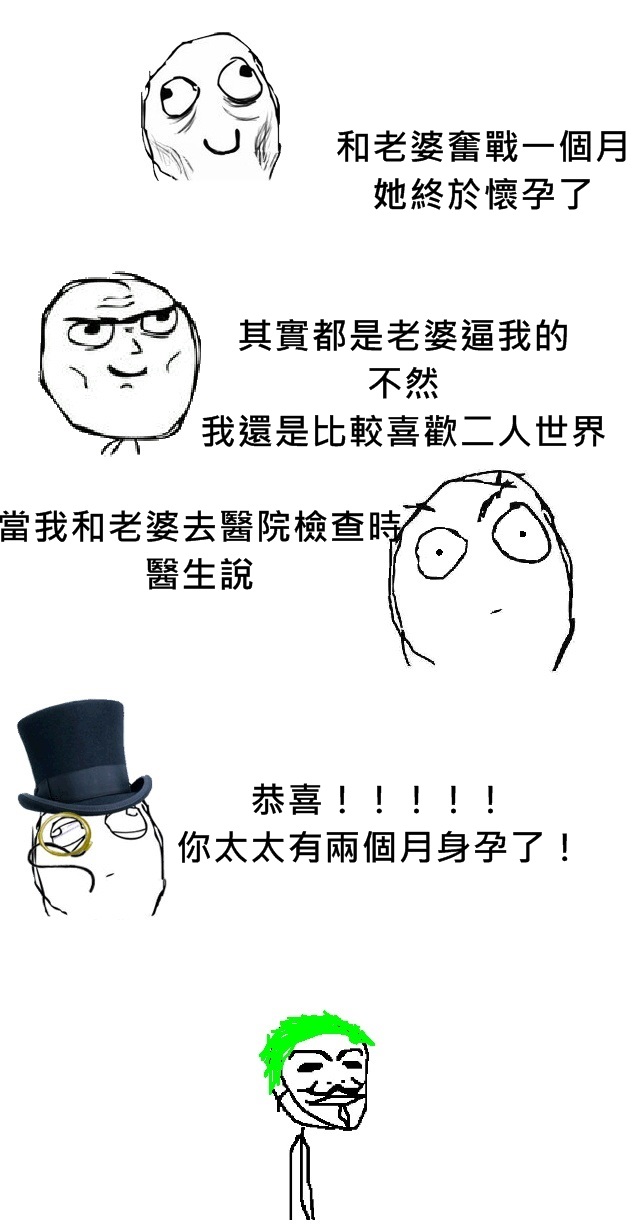 和老婆奮戰一個月
她終於懷孕了
其實都是老婆逼我的
不然
我還是比較喜歡二人世界
當我和老婆去醫院檢查時
醫生說
恭喜！！！！！
你太太有兩個月身孕了！